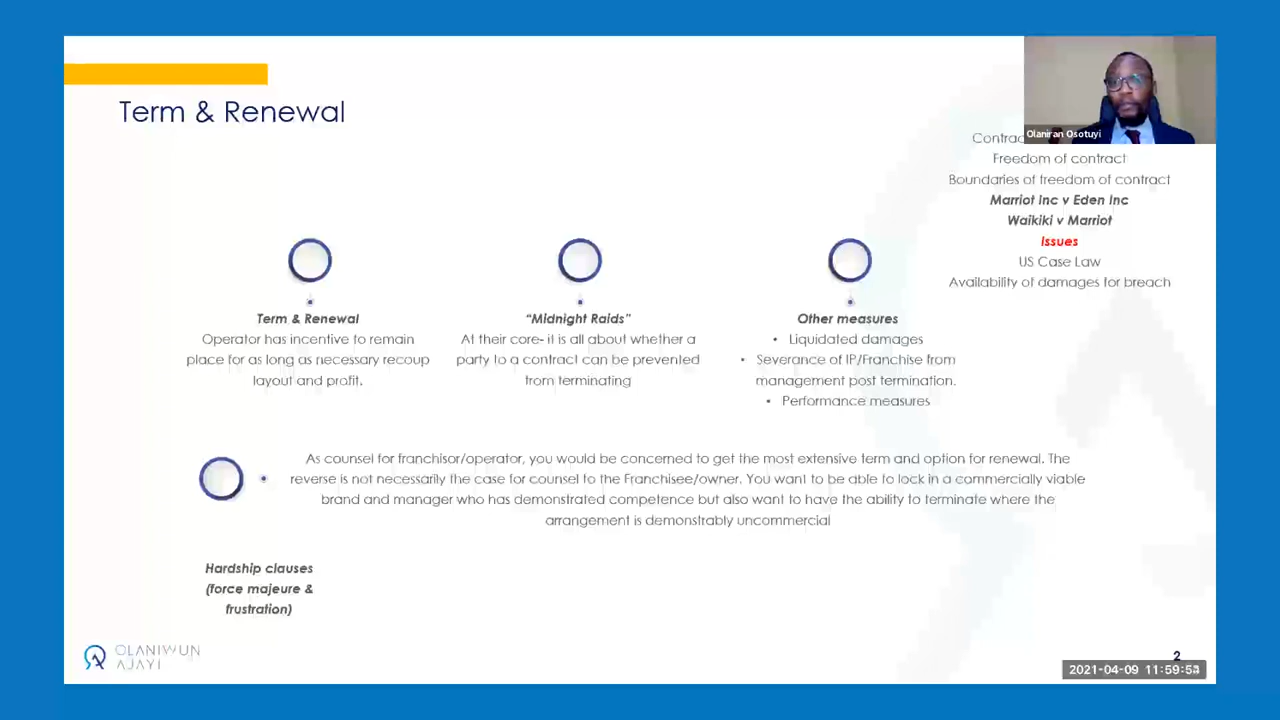 Term & Renewal
Olaniran Osotuyi
Freedom of contract
Boundaries of freedom of contract
Marriot Inc v Eden Inc
Waikiki v Marriot
Issues
US Case Law
Availability of damages for breach
Term & Renewal
Operator has incentive to remain
place for as long as necessary recoup
layout and profit.
"Midnight Raids"
At their core- it is all about whether a
party to a contract can be prevented
from terminating
Other measures
• Liquidated damages
• Severance of IP/Franchise from
management post termination.
• Performance measures
As counsel for franchisor/operator, you would be concerned to get the most extensive term and option for renewal. The
reverse is not necessarily the case for counsel to the Franchisee/owner. You want to be able to lock in a commercially viable
brand and manager who has demonstrated competence but also want to have the ability to terminate where the
arrangement is demonstrably uncommercial
Hardship clauses
(force majeure &
frustration)
OLANIWUN
AJAYI
2
2021-04-09 11:59:54